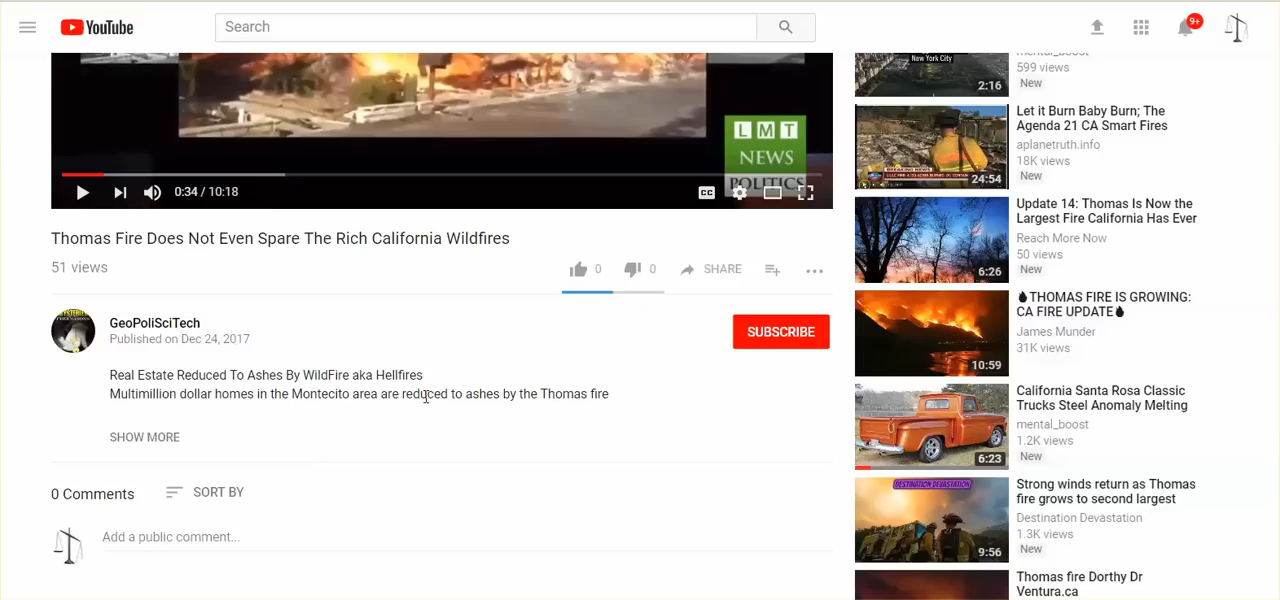 YouTube
Search
9+
New York City
2:16
mental_boost
599 views
New
LMT
NEWS
POLITICS
0:34 / 10:18
CC
Let it Burn Baby Burn; The
Agenda 21 CA Smart Fires
aplanetruth.info
18K views
New
BREAKING NEWS
24:54
Thomas Fire Does Not Even Spare The Rich California Wildfires
51 views
0
0
SHARE
Update 14: Thomas Is Now the
Largest Fire California Has Ever
Reach More Now
50 views
New
6:26
GeoPoliSciTech
Published on Dec 24, 2017
SUBSCRIBE
Real Estate Reduced To Ashes By WildFire aka Hellfires
Multimillion dollar homes in the Montecito area are reduced to ashes by the Thomas fire
SHOW MORE
THOMAS FIRE IS GROWING:
CA FIRE UPDATE
James Munder
31K views
10:59
California Santa Rosa Classic
Trucks Steel Anomaly Melting
mental_boost
1.2K views
New
6:23
0 Comments
SORT BY
Add a public comment...
DESTINATION DEVASTATION
Strong winds return as Thomas
fire grows to second largest
Destination Devastation
1.3K views
New
9:56
Thomas fire Dorthy Dr
Ventura.ca